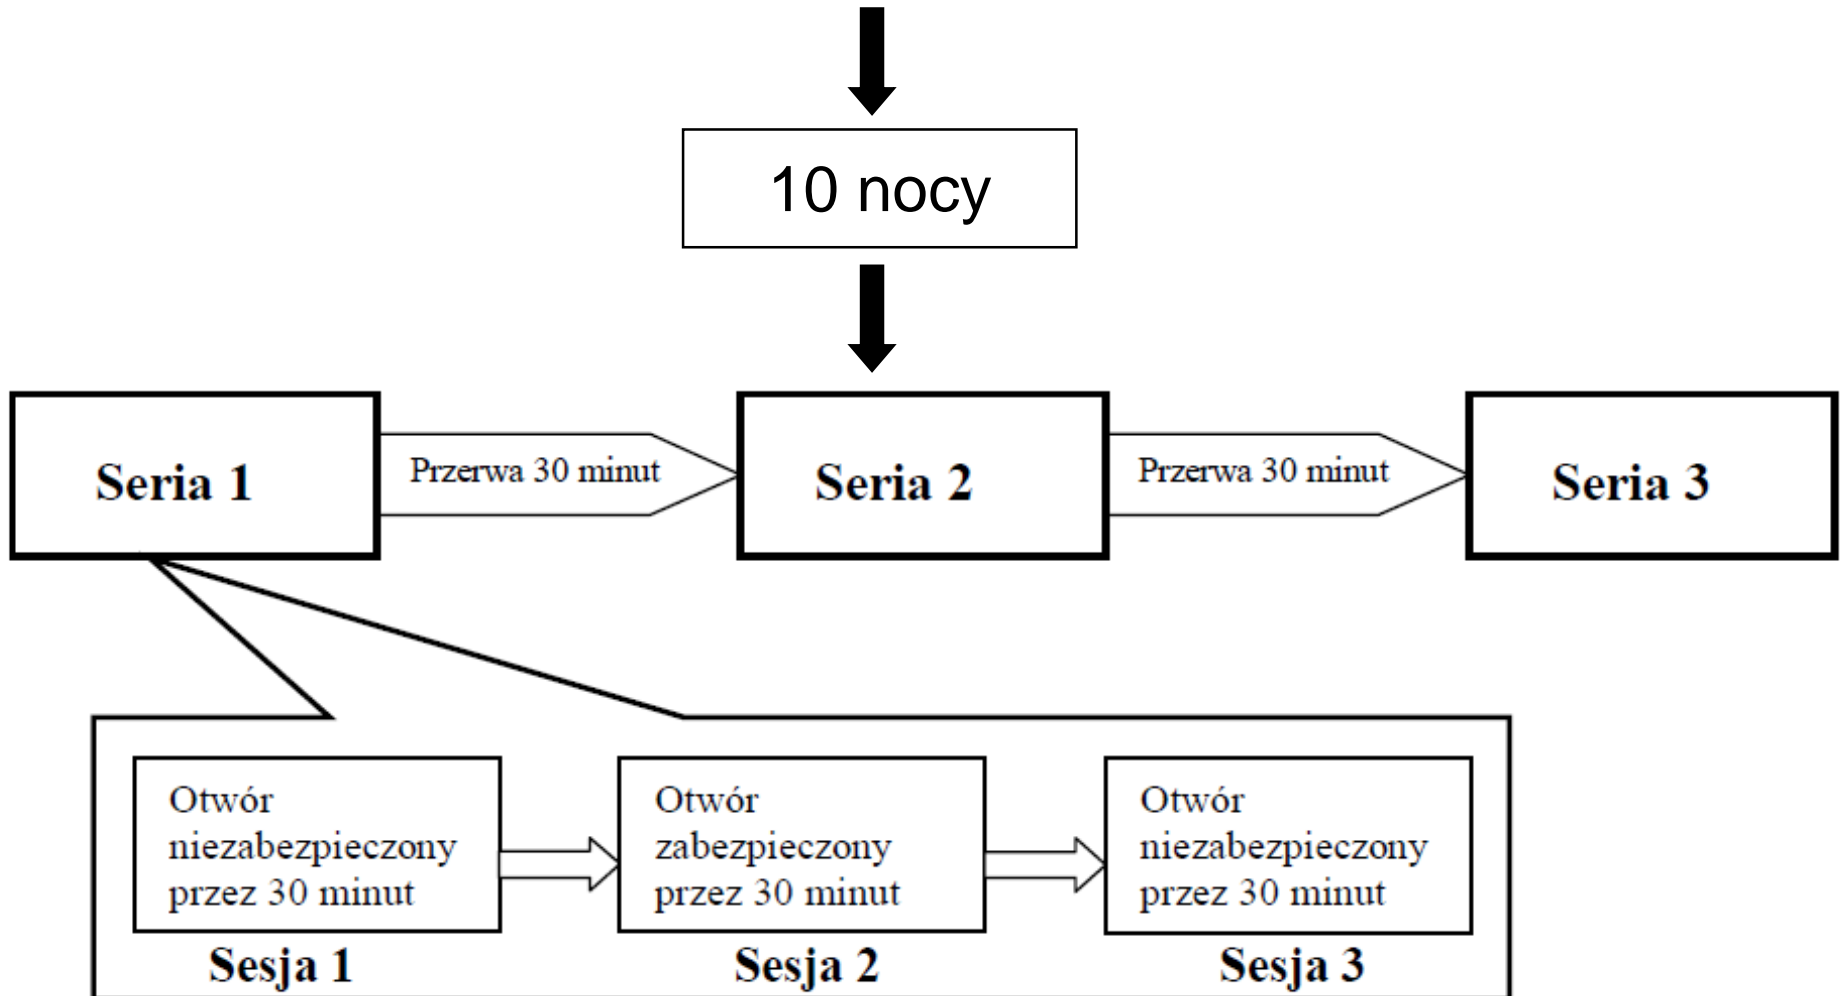 10 nocy
Seria 1
Przerwa 30 minut
Seria 2
Przerwa 30 minut
Seria 3
Otwór
niezabezpieczony
przez 30 minut
Sesja 1
Otwór
zabezpieczony
przez 30 minut
Sesja 2
Otwór
niezabezpieczony
przez 30 minut
Sesja 3